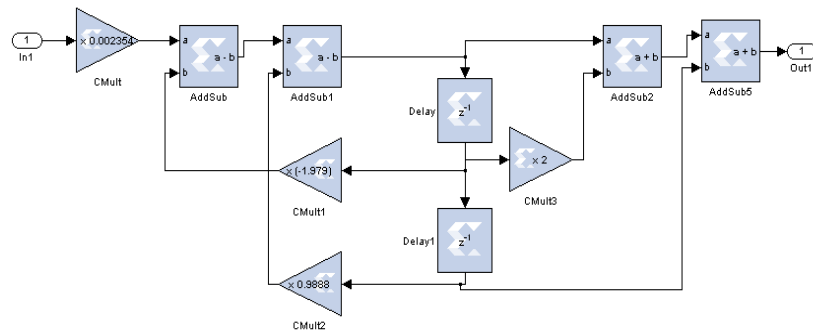 1
In1
x 0.002354
CMult
a
b
a - b
AddSub
a
b
a - b
AddSub1
Delay
z-1
x 2
CMult3
a
b
a + b
AddSub2
a
b
a + b
AddSub5
1
Out1
x (-1.979)
CMult1
Delay1
z-1
x 0.9888
CMult2